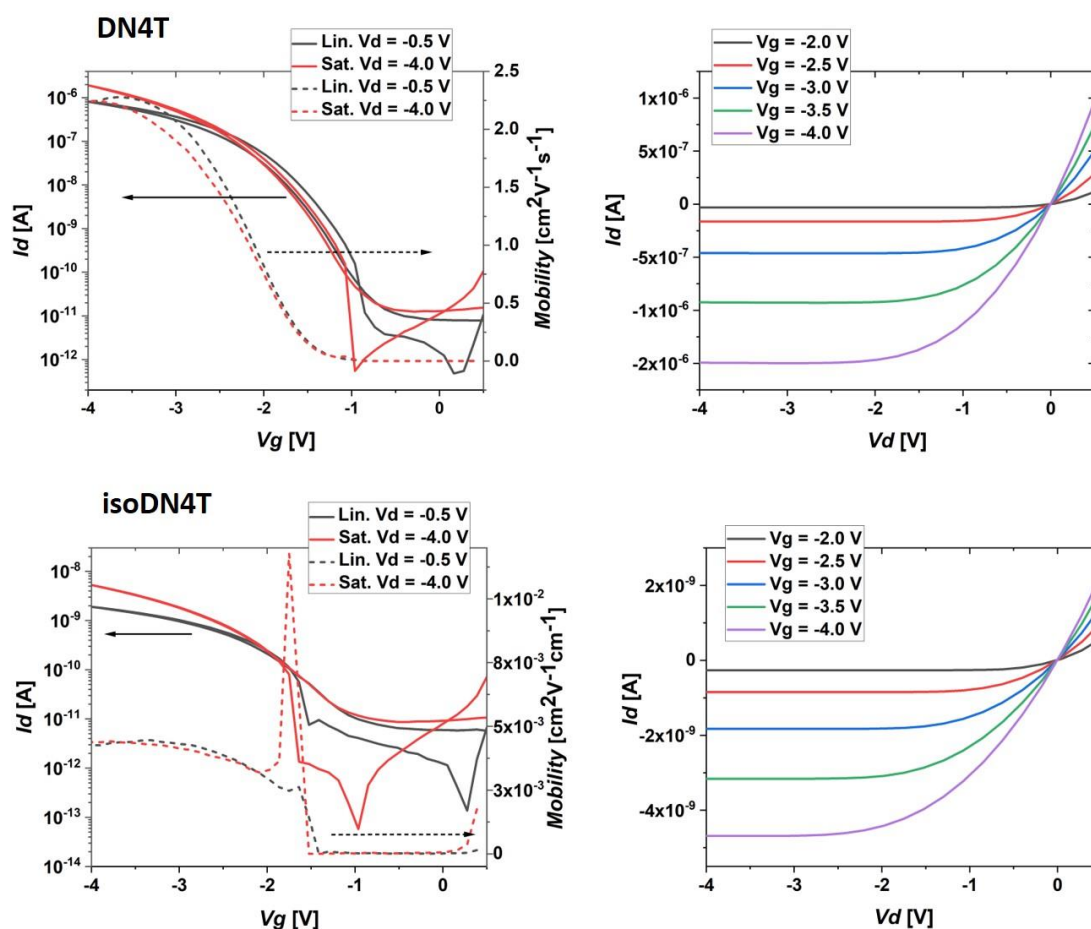 DN4T
Lin. Vd = -0.5 V
Sat. Vd = -4.0 V
Lin. Vd = -0.5 V
Sat. Vd = -4.0 V
10⁻⁶
10⁻⁷
10⁻⁸
10⁻⁹
10⁻¹⁰
10⁻¹¹
10⁻¹²
Id [A]
2.5
2.0
1.5
1.0
0.5
0.0
Mobility [cm²V⁻¹s⁻¹]
-4
-3
-2
-1
0
Vg [V]
Vg = -2.0 V
Vg = -2.5 V
Vg = -3.0 V
Vg = -3.5 V
Vg = -4.0 V
1x10⁻⁶
5x10⁻⁷
0
-5x10⁻⁷
-1x10⁻⁶
-2x10⁻⁶
Id [A]
-4
-3
-2
-1
0
Vd [V]
isoDN4T
Lin. Vd = -0.5 V
Sat. Vd = -4.0 V
Lin. Vd = -0.5 V
Sat. Vd = -4.0 V
10⁻⁸
10⁻⁹
10⁻¹⁰
10⁻¹¹
10⁻¹²
10⁻¹³
10⁻¹⁴
Id [A]
1x10⁻²
8x10⁻³
5x10⁻³
3x10⁻³
0
Mobility [cm²V⁻¹cm⁻¹]
-4
-3
-2
-1
0
Vg [V]
Vg = -2.0 V
Vg = -2.5 V
Vg = -3.0 V
Vg = -3.5 V
Vg = -4.0 V
2x10⁻⁹
0
-2x10⁻⁹
-4x10⁻⁹
Id [A]
-4
-3
-2
-1
0
Vd [V]